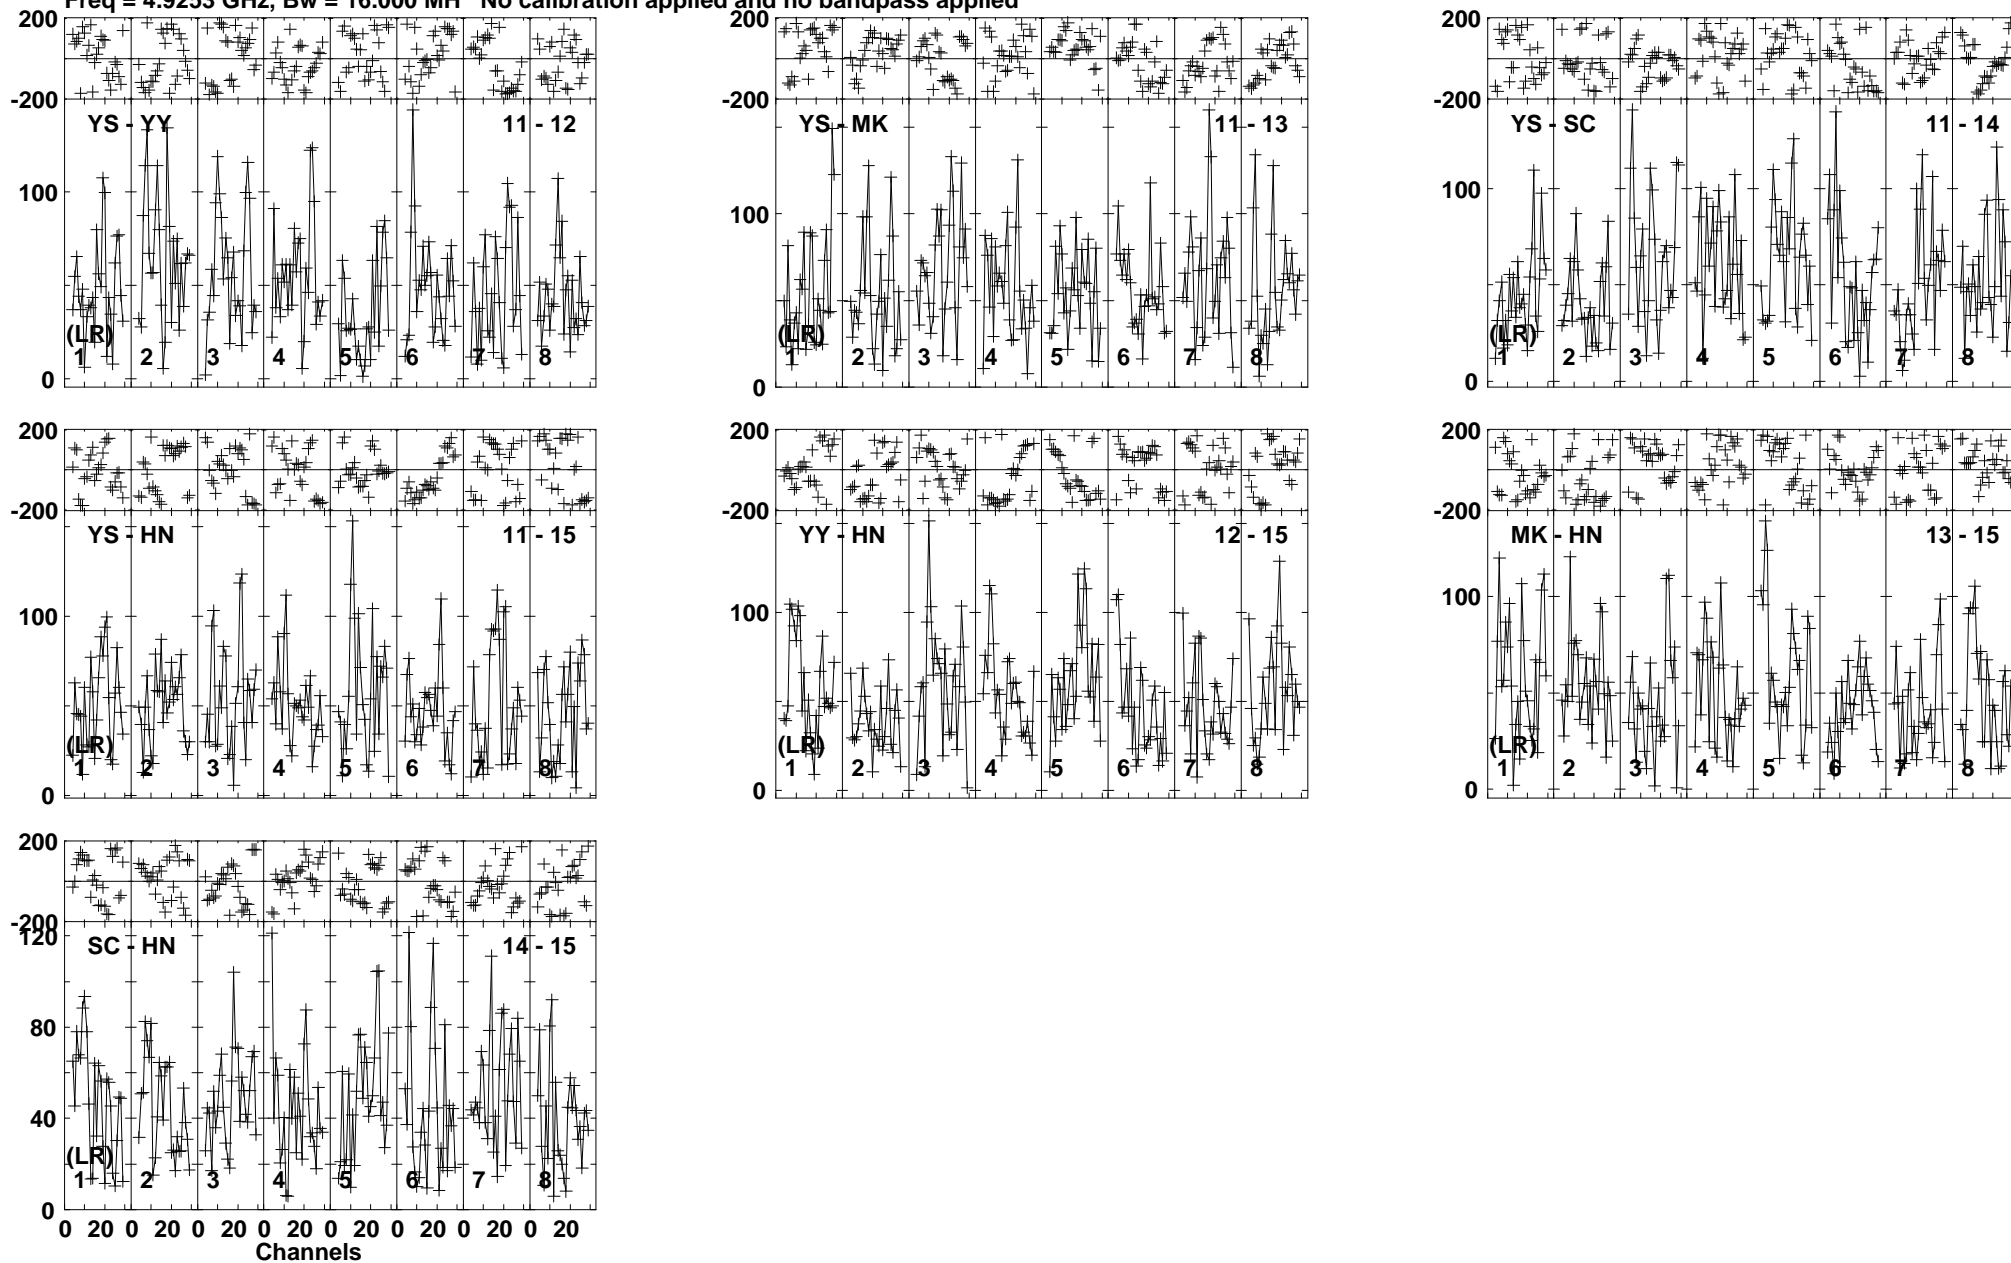 Freq = 4.9253 GHz, Bw = 16.000 MH No calibration applied and no bandpass applied
200 200 200
-200 -200 -200
YS - YY 11 - 12 YS - MK 11 - 13 YS - SC 11 - 14
100 100 100
(LR) (LR) (LR)
1 2 3 4 5 6 7 8 1 2 3 4 5 6 7 8 1 2 3 4 5 6 7 8
0 0 0
200 200 200
-200 -200 -200
YS - HN 11 - 15 YY - HN 12 - 15 MK - HN 13 - 15
100 100 100
(LR) (LR) (LR)
1 2 3 4 5 6 7 8 1 2 3 4 5 6 7 8 1 2 3 4 5 6 7 8
0 0 0
200
-200
120
SC - HN 14 - 15
80
40
(LR)
1 2 3 4 5 6 7 8
0
0 20 0 20 0 20 0 20 0 20 0 20 0 20 0 20
Channels